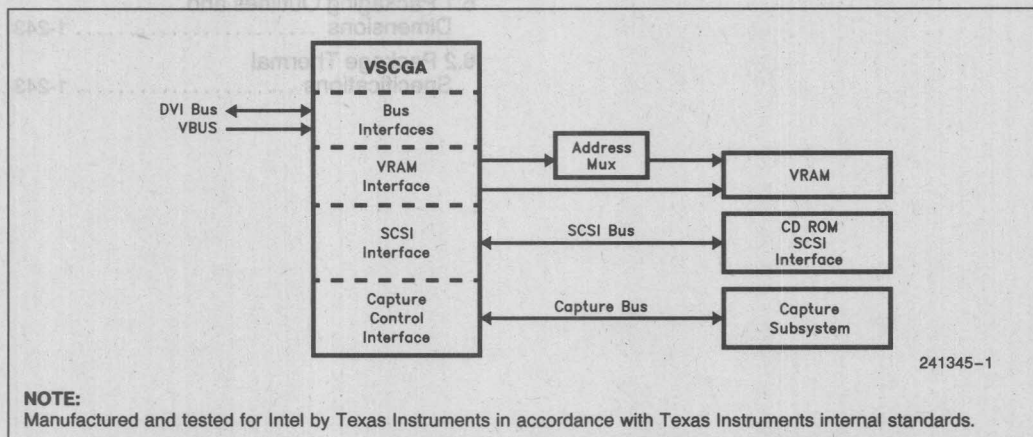 VSCGA
DVI Bus
VBUS
Bus
Interfaces
VRAM
Interface
Address
Mux
VRAM
SCSI
Interface
SCSI Bus
CD ROM
SCSI
Interface
Capture
Control
Interface
Capture Bus
Capture
Subsystem
241345-1
NOTE:
Manufactured and tested for Intel by Texas Instruments in accordance with Texas Instruments internal standards.